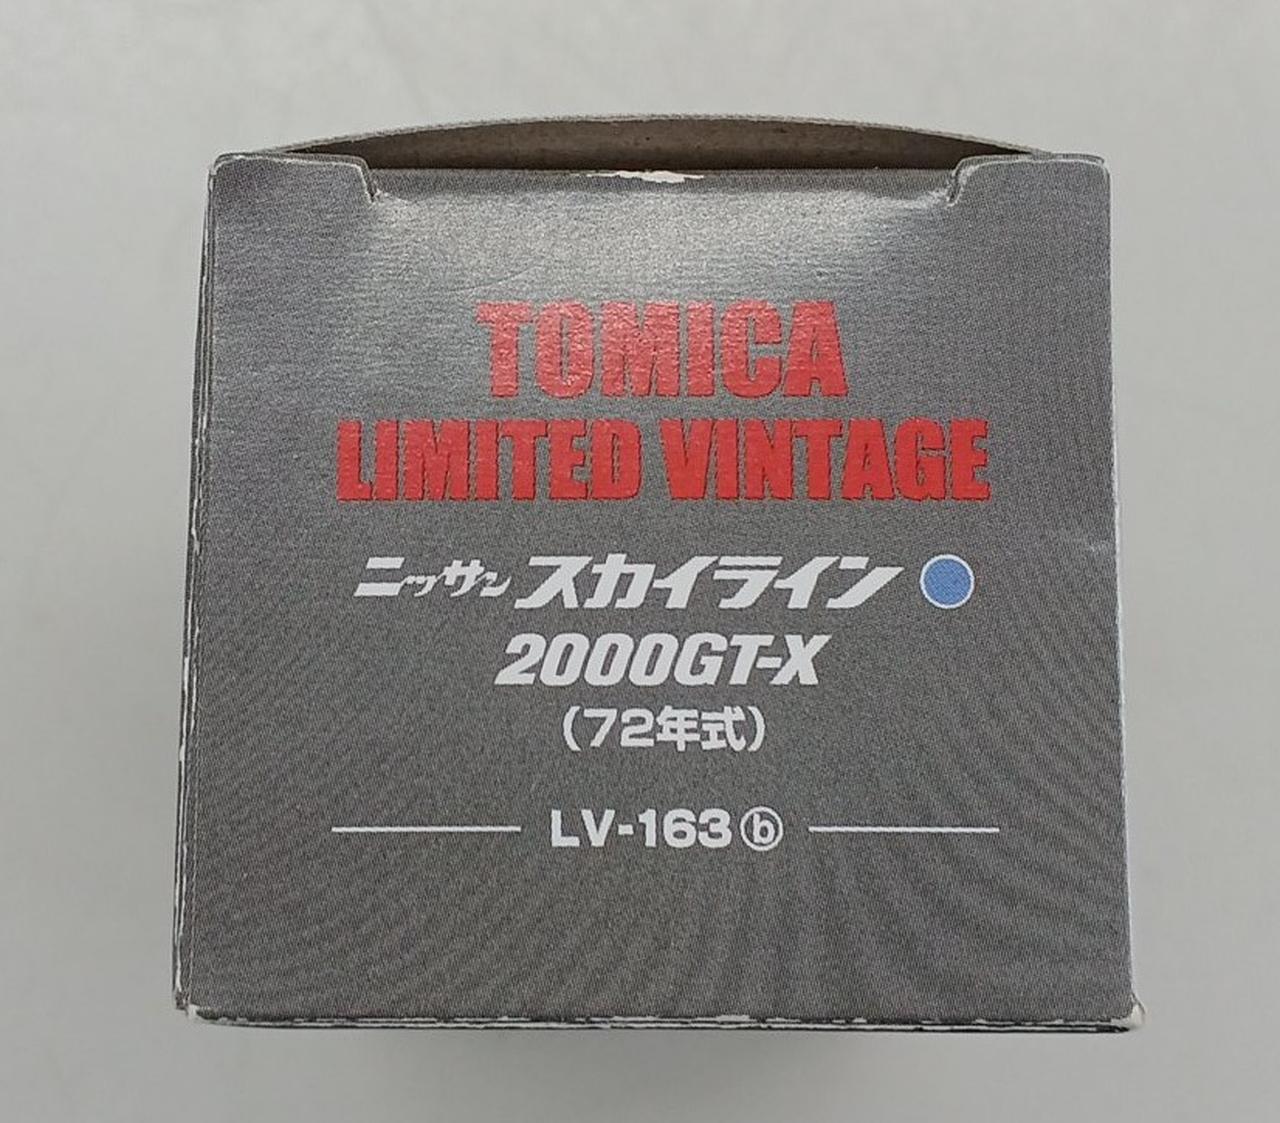 TOMICA
LIMITED VINTAGE
ニッサン スカイライン
2000GT-X
（72年式）
LV-163ⓑ